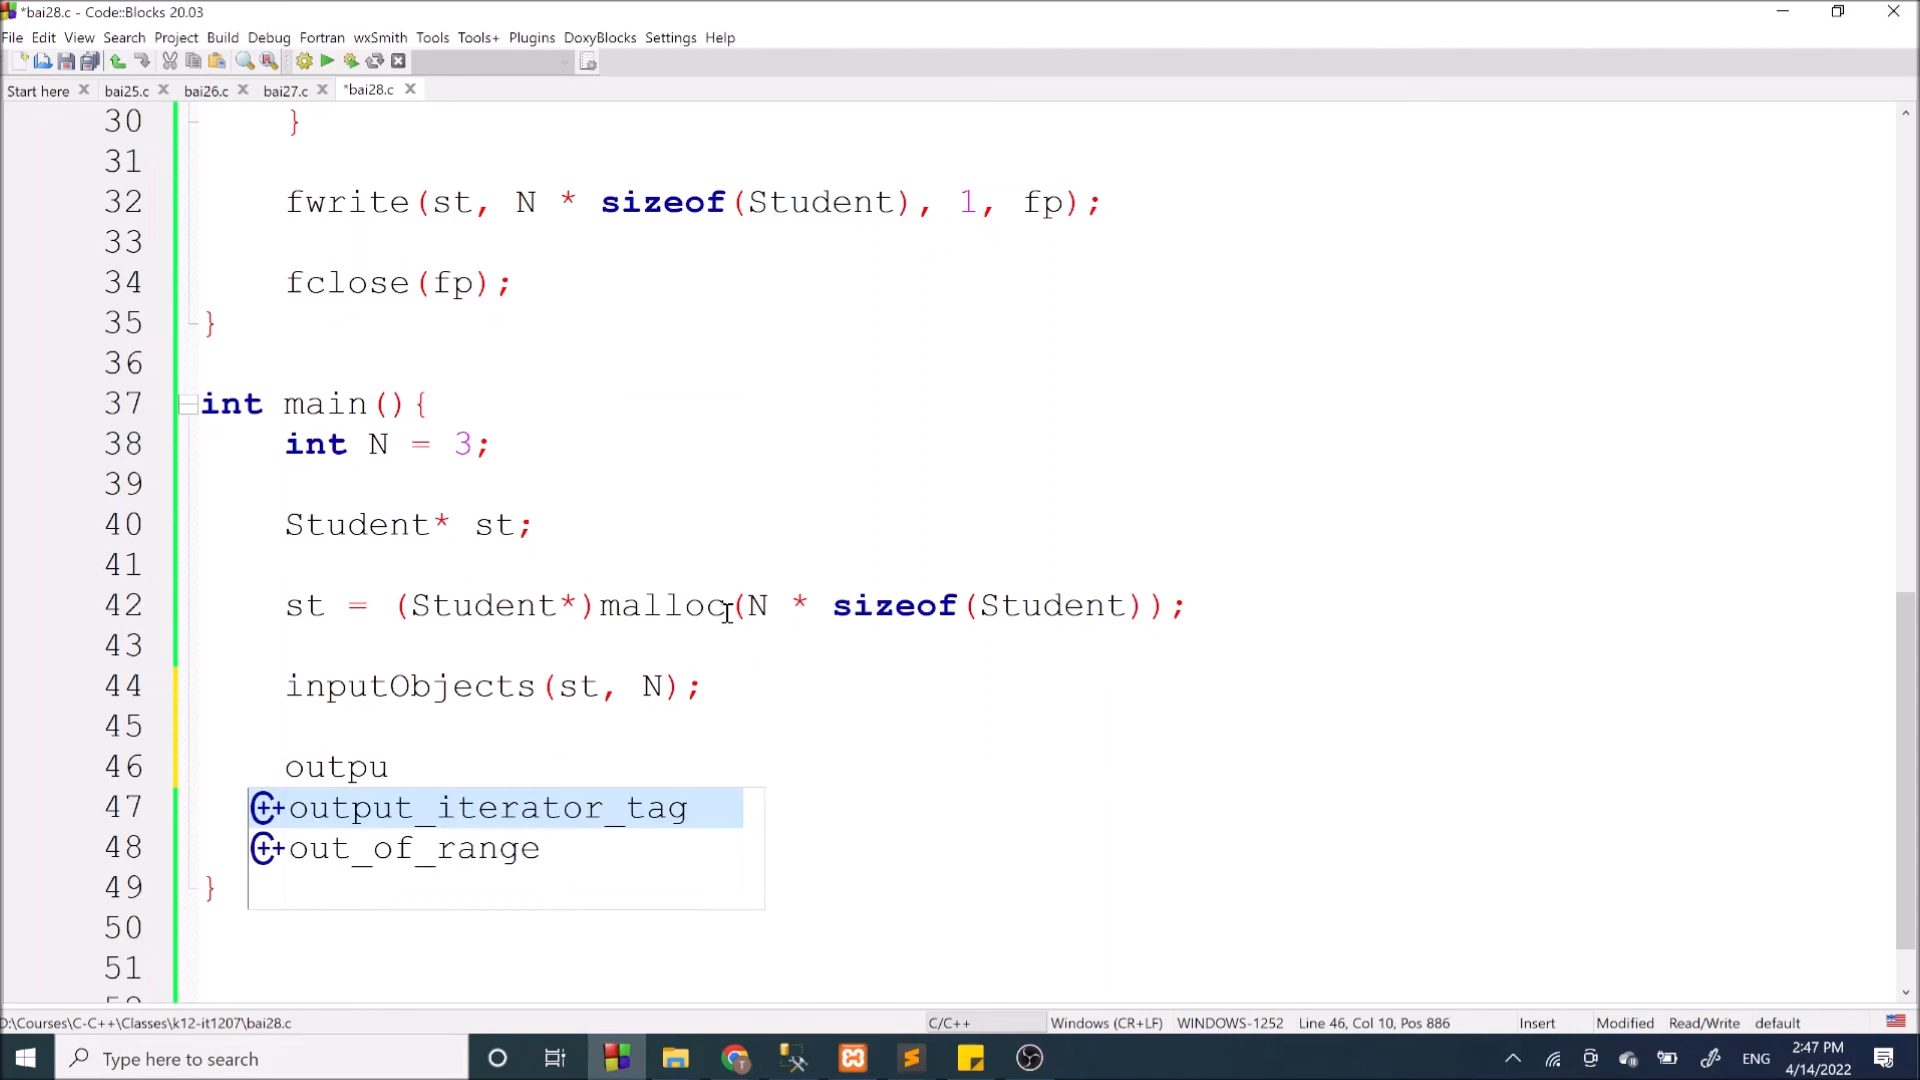 *bai28.c - Code::Blocks 20.03
File Edit View Search Project Build Debug Fortran wxSmith Tools Tools+ Plugins DoxyBlocks Settings Help
Start here bai25.c bai26.c bai27.c *bai28.c
30 }
31
32 fwrite(st, N * sizeof(Student), 1, fp);
33
34 fclose(fp);
35 }
36
37 int main(){
38 int N = 3;
39
40 Student* st;
41
42 st = (Student*)malloc(N * sizeof(Student));
43
44 inputObjects(st, N);
45
46 outpu
47 output_iterator_tag
48 out_of_range
49 }
50
51
D:\Courses\C-C++\Classes\k12-it1207\bai28.c C/C++ Windows (CR+LF) WINDOWS-1252 Line 46, Col 10, Pos 886 Insert Modified Read/Write default
Type here to search ENG 2:47 PM
4/14/2022